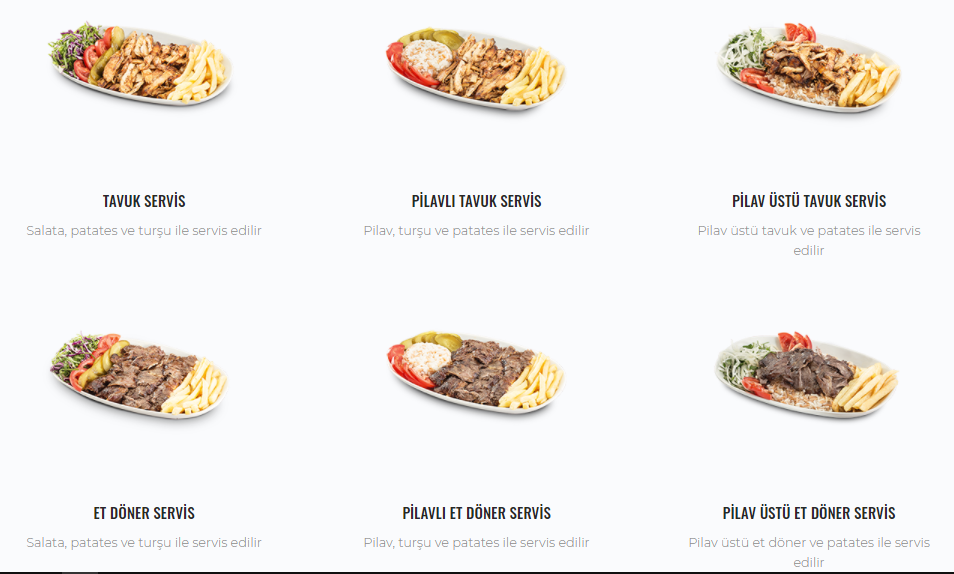 TAVUK SERVİS
Salata, patates ve turşu ile servis edilir
PİLAVLI TAVUK SERVİS
Pilav, turşu ve patates ile servis edilir
PİLAV ÜSTÜ TAVUK SERVİS
Pilav üstü tavuk ve patates ile servis
edilir
ET DÖNER SERVİS
Salata, patates ve turşu ile servis edilir
PİLAVLI ET DÖNER SERVİS
Pilav, turşu ve patates ile servis edilir
PİLAV ÜSTÜ ET DÖNER SERVİS
Pilav üstü et döner ve patates ile servis
edilir